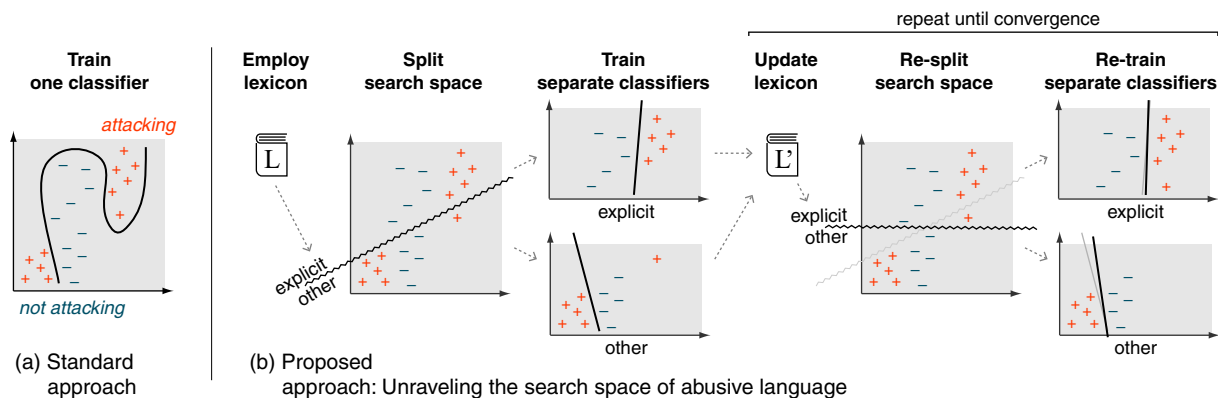 repeat until convergence
Train
one classifier
Employ
lexicon
Split
search space
Train
separate classifiers
Update
lexicon
Re-split
search space
Re-train
separate classifiers
attacking
not attacking
L
explicit
other
explicit
other
L'
explicit
other
explicit
other
(a) Standard
approach
(b) Proposed
approach: Unraveling the search space of abusive language